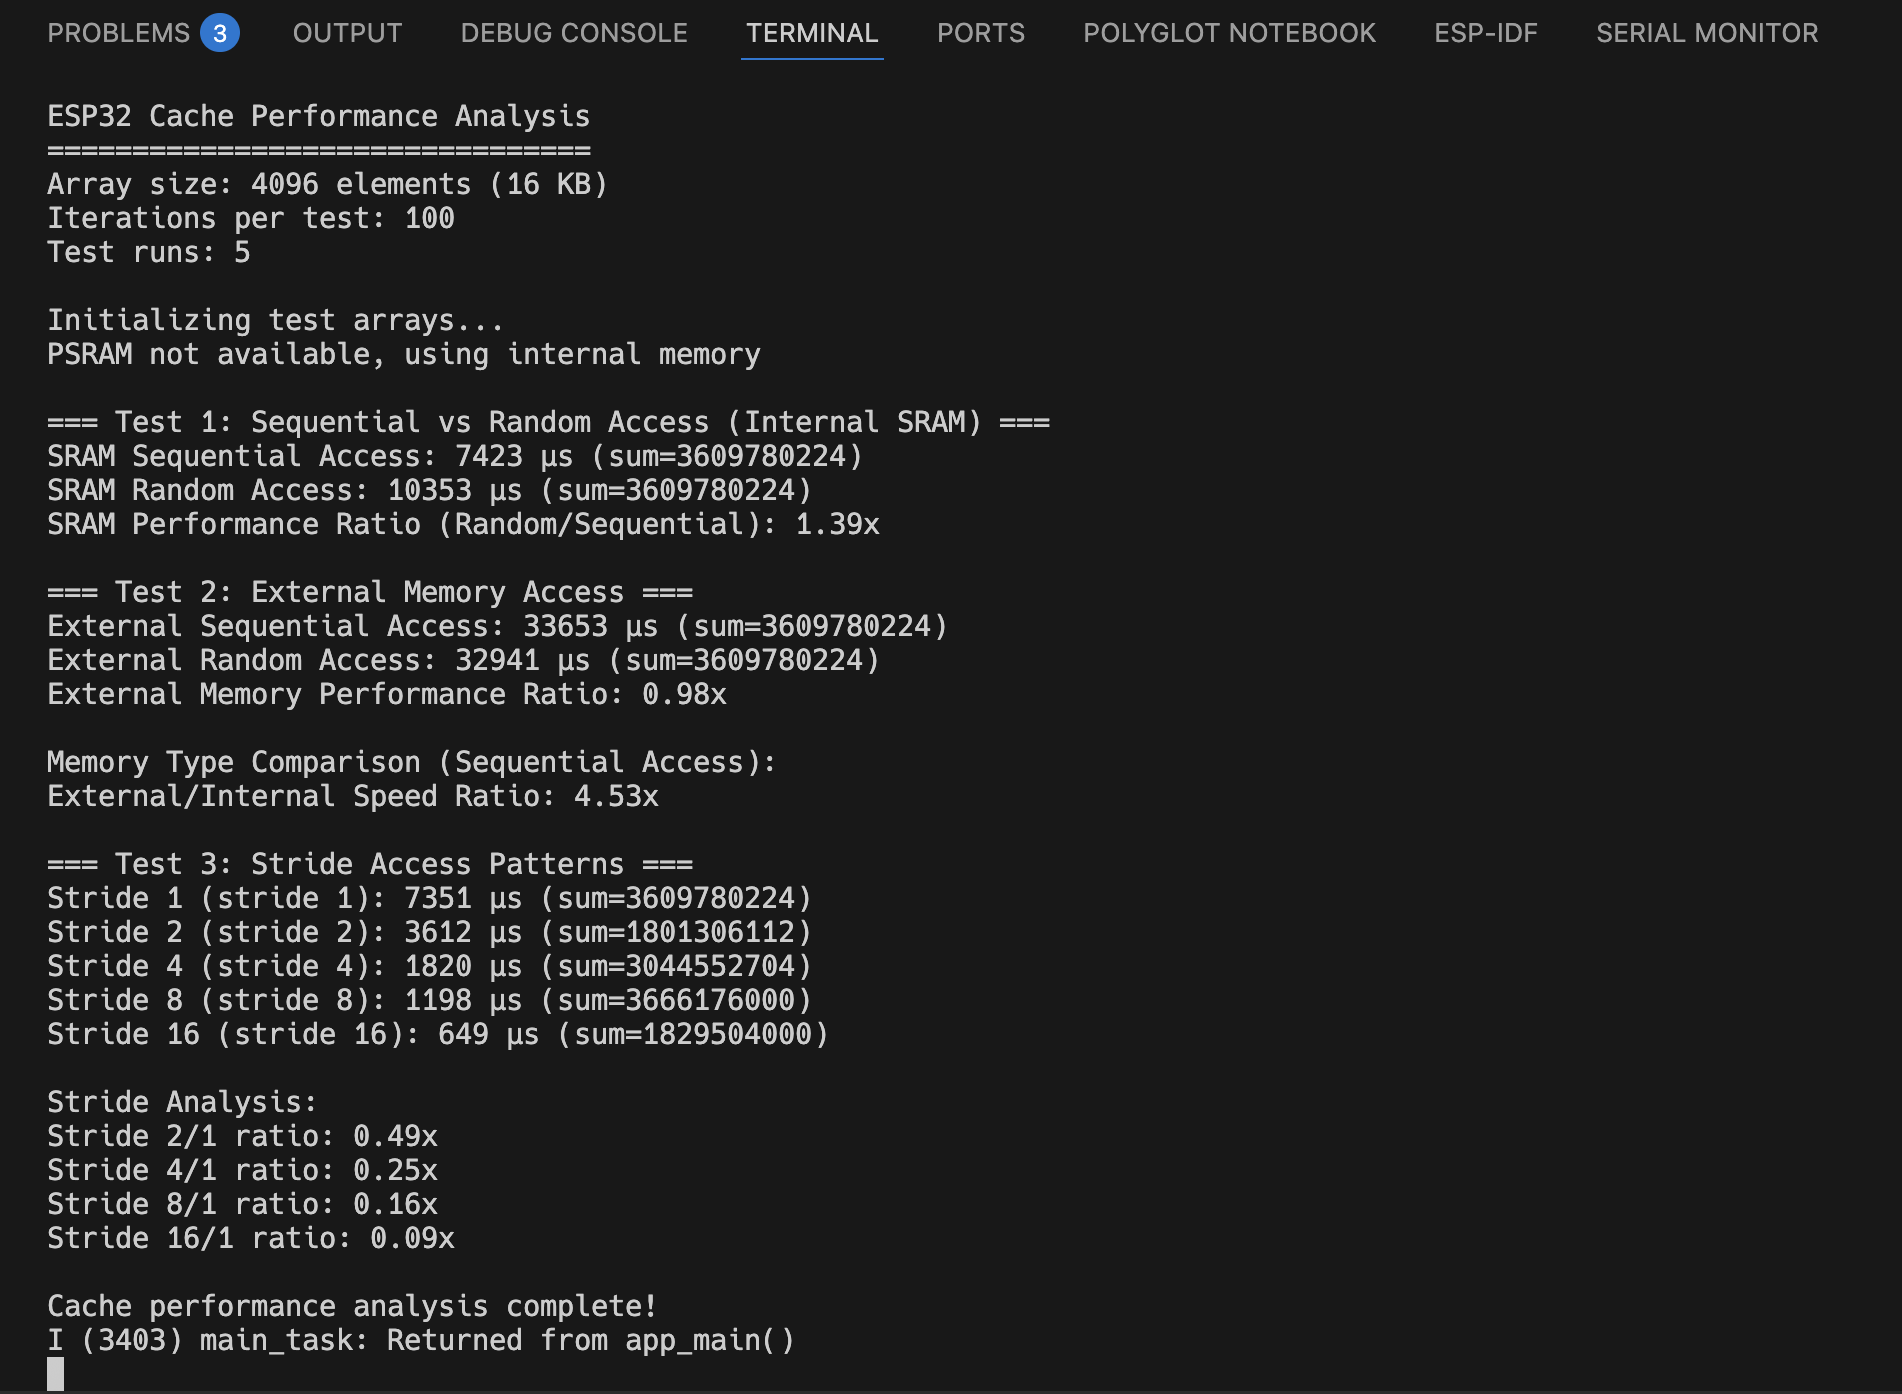 PROBLEMS 3 OUTPUT DEBUG CONSOLE TERMINAL PORTS POLYGLOT NOTEBOOK ESP-IDF SERIAL MONITOR
ESP32 Cache Performance Analysis
================================
Array size: 4096 elements (16 KB)
Iterations per test: 100
Test runs: 5
Initializing test arrays...
PSRAM not available, using internal memory
=== Test 1: Sequential vs Random Access (Internal SRAM) ===
SRAM Sequential Access: 7423 μs (sum=3609780224)
SRAM Random Access: 10353 μs (sum=3609780224)
SRAM Performance Ratio (Random/Sequential): 1.39x
=== Test 2: External Memory Access ===
External Sequential Access: 33653 μs (sum=3609780224)
External Random Access: 32941 μs (sum=3609780224)
External Memory Performance Ratio: 0.98x
Memory Type Comparison (Sequential Access):
External/Internal Speed Ratio: 4.53x
=== Test 3: Stride Access Patterns ===
Stride 1 (stride 1): 7351 μs (sum=3609780224)
Stride 2 (stride 2): 3612 μs (sum=1801306112)
Stride 4 (stride 4): 1820 μs (sum=3044552704)
Stride 8 (stride 8): 1198 μs (sum=3666176000)
Stride 16 (stride 16): 649 μs (sum=1829504000)
Stride Analysis:
Stride 2/1 ratio: 0.49x
Stride 4/1 ratio: 0.25x
Stride 8/1 ratio: 0.16x
Stride 16/1 ratio: 0.09x
Cache performance analysis complete!
I (3403) main_task: Returned from app_main()